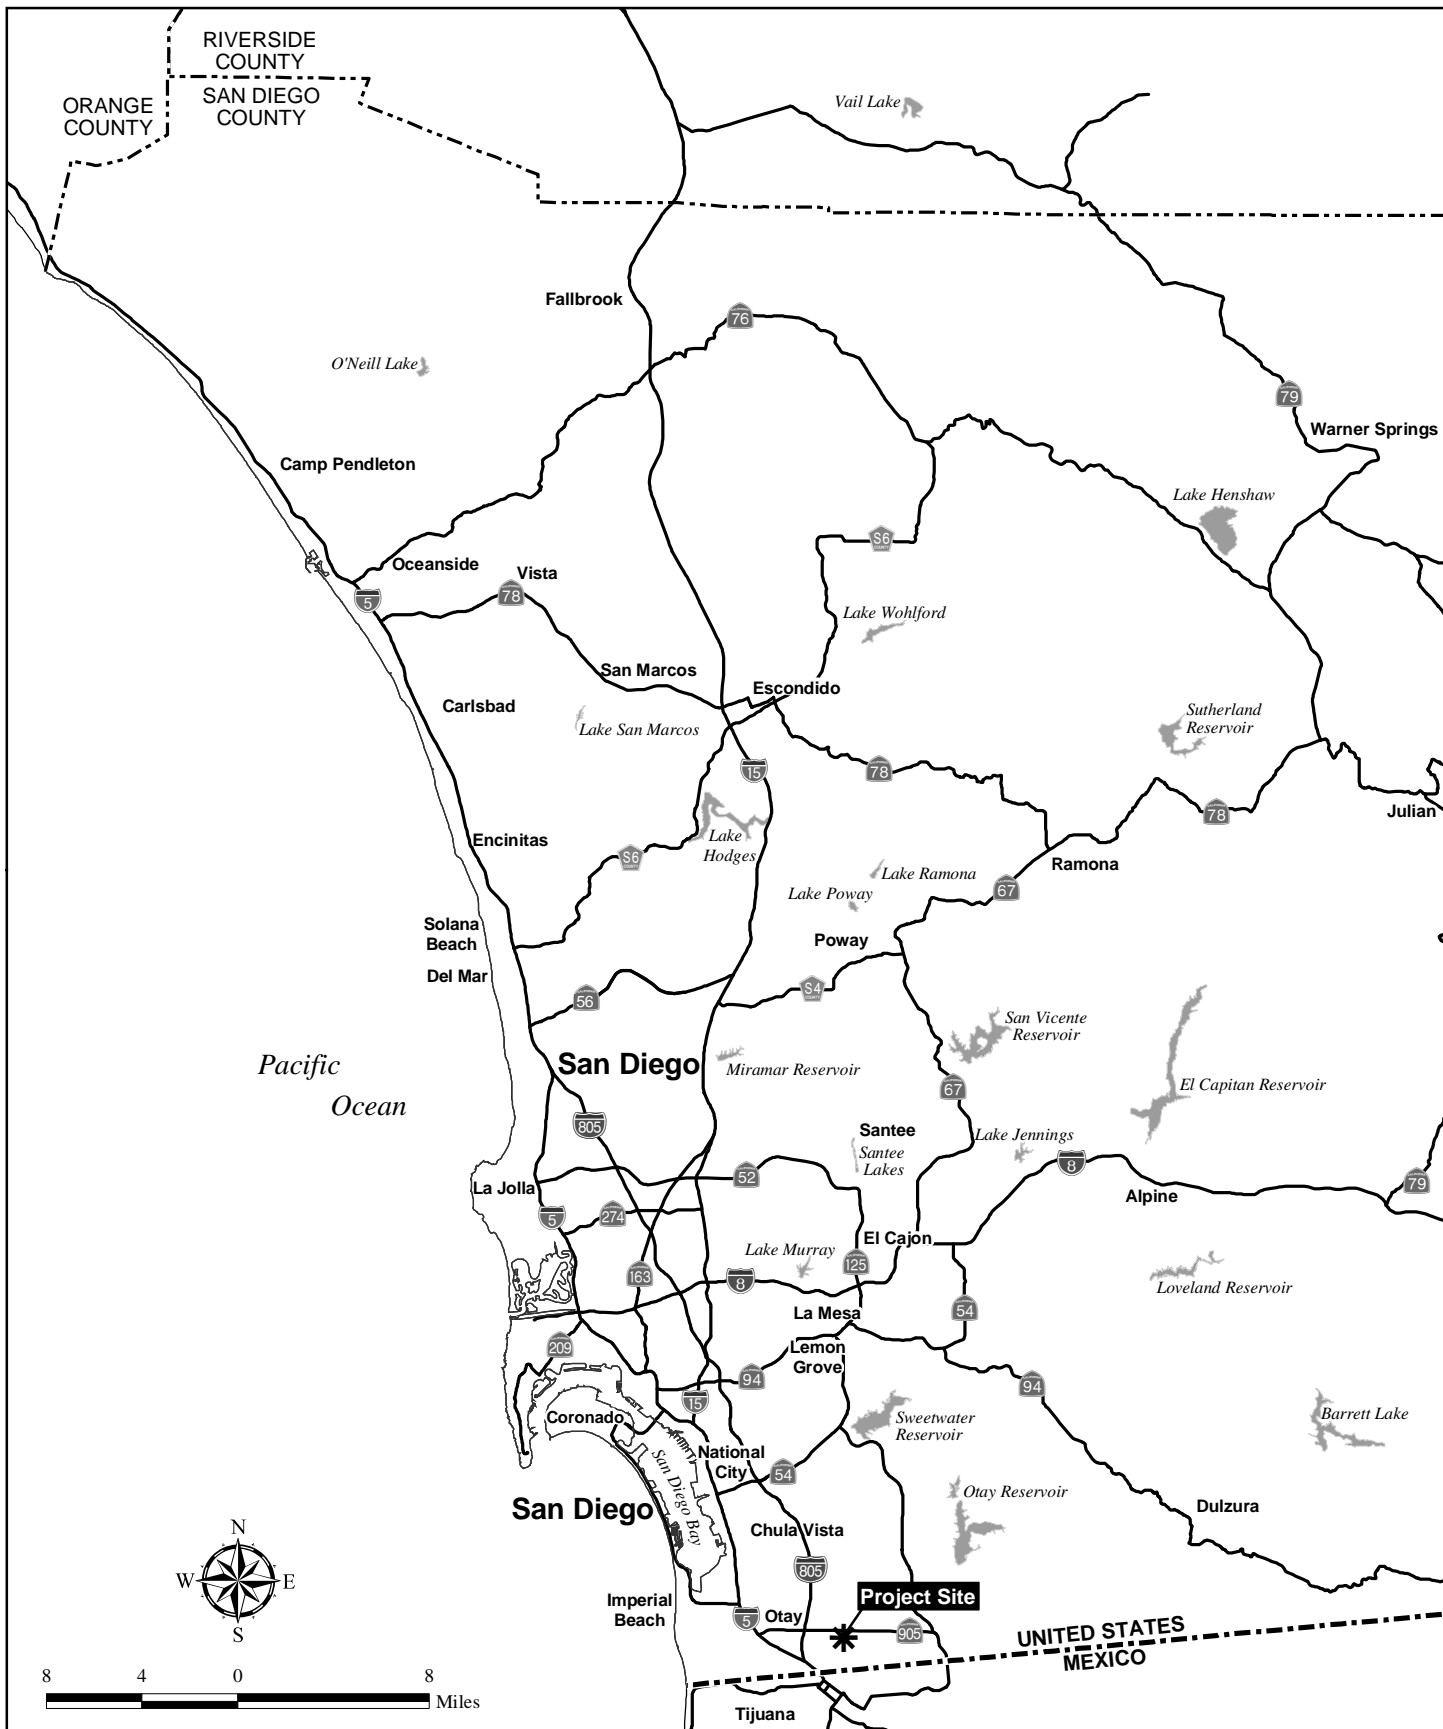 RIVERSIDE
COUNTY
ORANGE
COUNTY
SAN DIEGO
COUNTY
Vail Lake
Fallbrook
76
O'Neill Lake
79
Warner Springs
Camp Pendleton
Lake Henshaw
S6
COUNTY
Oceanside
Vista
78
5
Lake Wohlford
San Marcos
Escondido
Carlsbad
Lake San Marcos
Sutherland
Reservoir
15
78
78
Julian
Encinitas
Lake
Hodges
S6
COUNTY
Lake Ramona
Ramona
67
Lake Poway
Solana
Beach
Poway
Del Mar
56
S4
COUNTY
San Vicente
Reservoir
Pacific
Ocean
San Diego
Miramar Reservoir
67
El Capitan Reservoir
805
Santee
Santee
Lakes
Lake Jennings
8
52
La Jolla
Alpine
79
5
274
El Cajon
Lake Murray
125
163
8
Loveland Reservoir
La Mesa
54
209
Lemon
Grove
94
94
15
Coronado
Sweetwater
Reservoir
Barrett Lake
National
City
San Diego Bay
54
Otay Reservoir
San Diego
Chula Vista
Dulzura
805
N
W
E
S
Imperial
Beach
Project Site
5
Otay
905
UNITED STATES
MEXICO
8
4
0
8
Miles
Tijuana